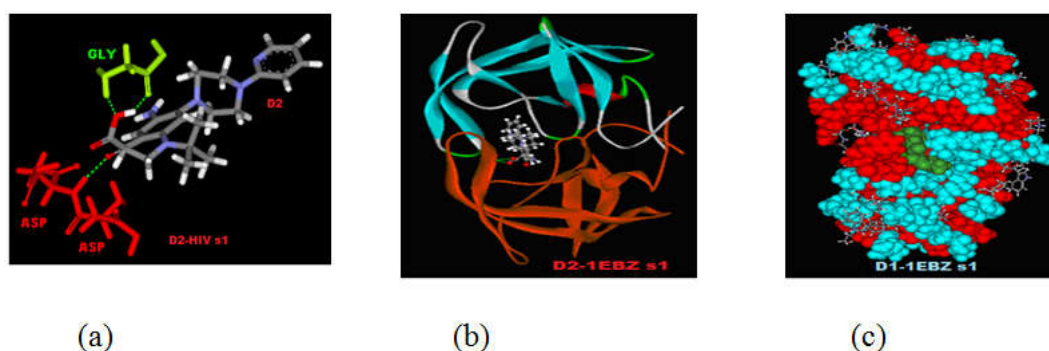 GLY
D2
ASP
ASP
D2-HIV s1
D2-1EBZ s1
D1-1EBZ s1
(a)
(b)
(c)